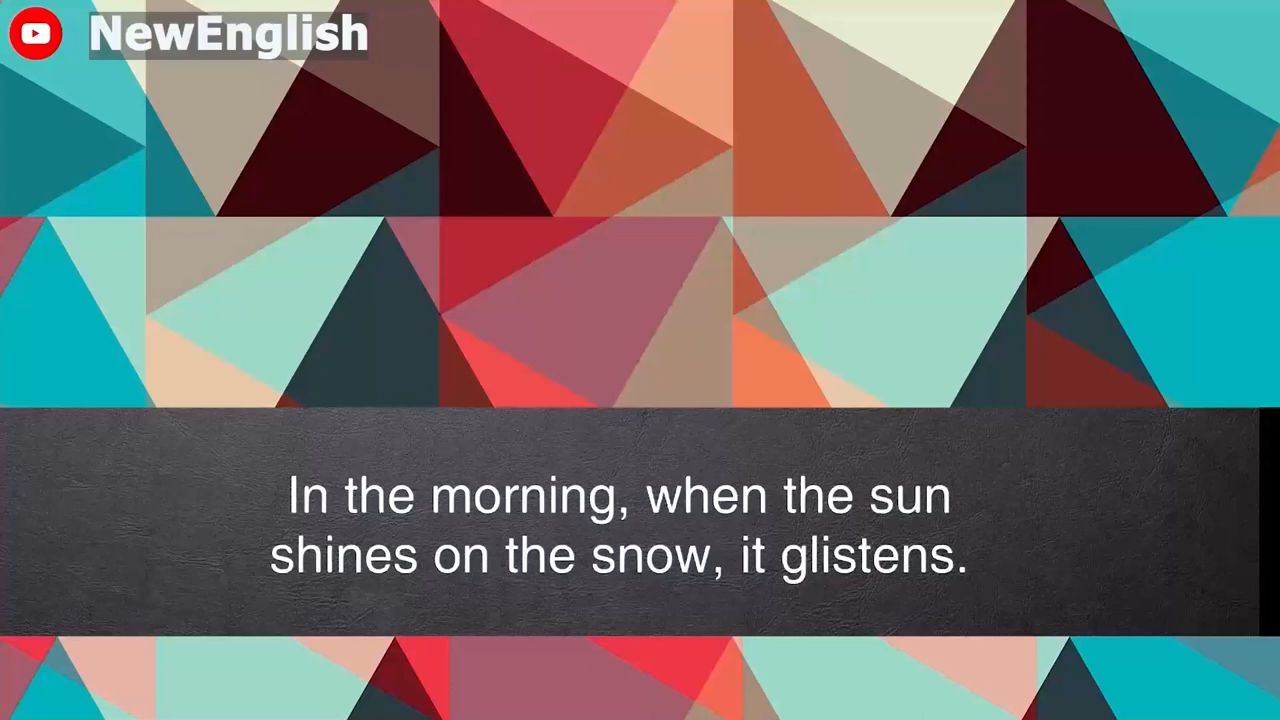 NewEnglish
In the morning, when the sun
shines on the snow, it glistens.